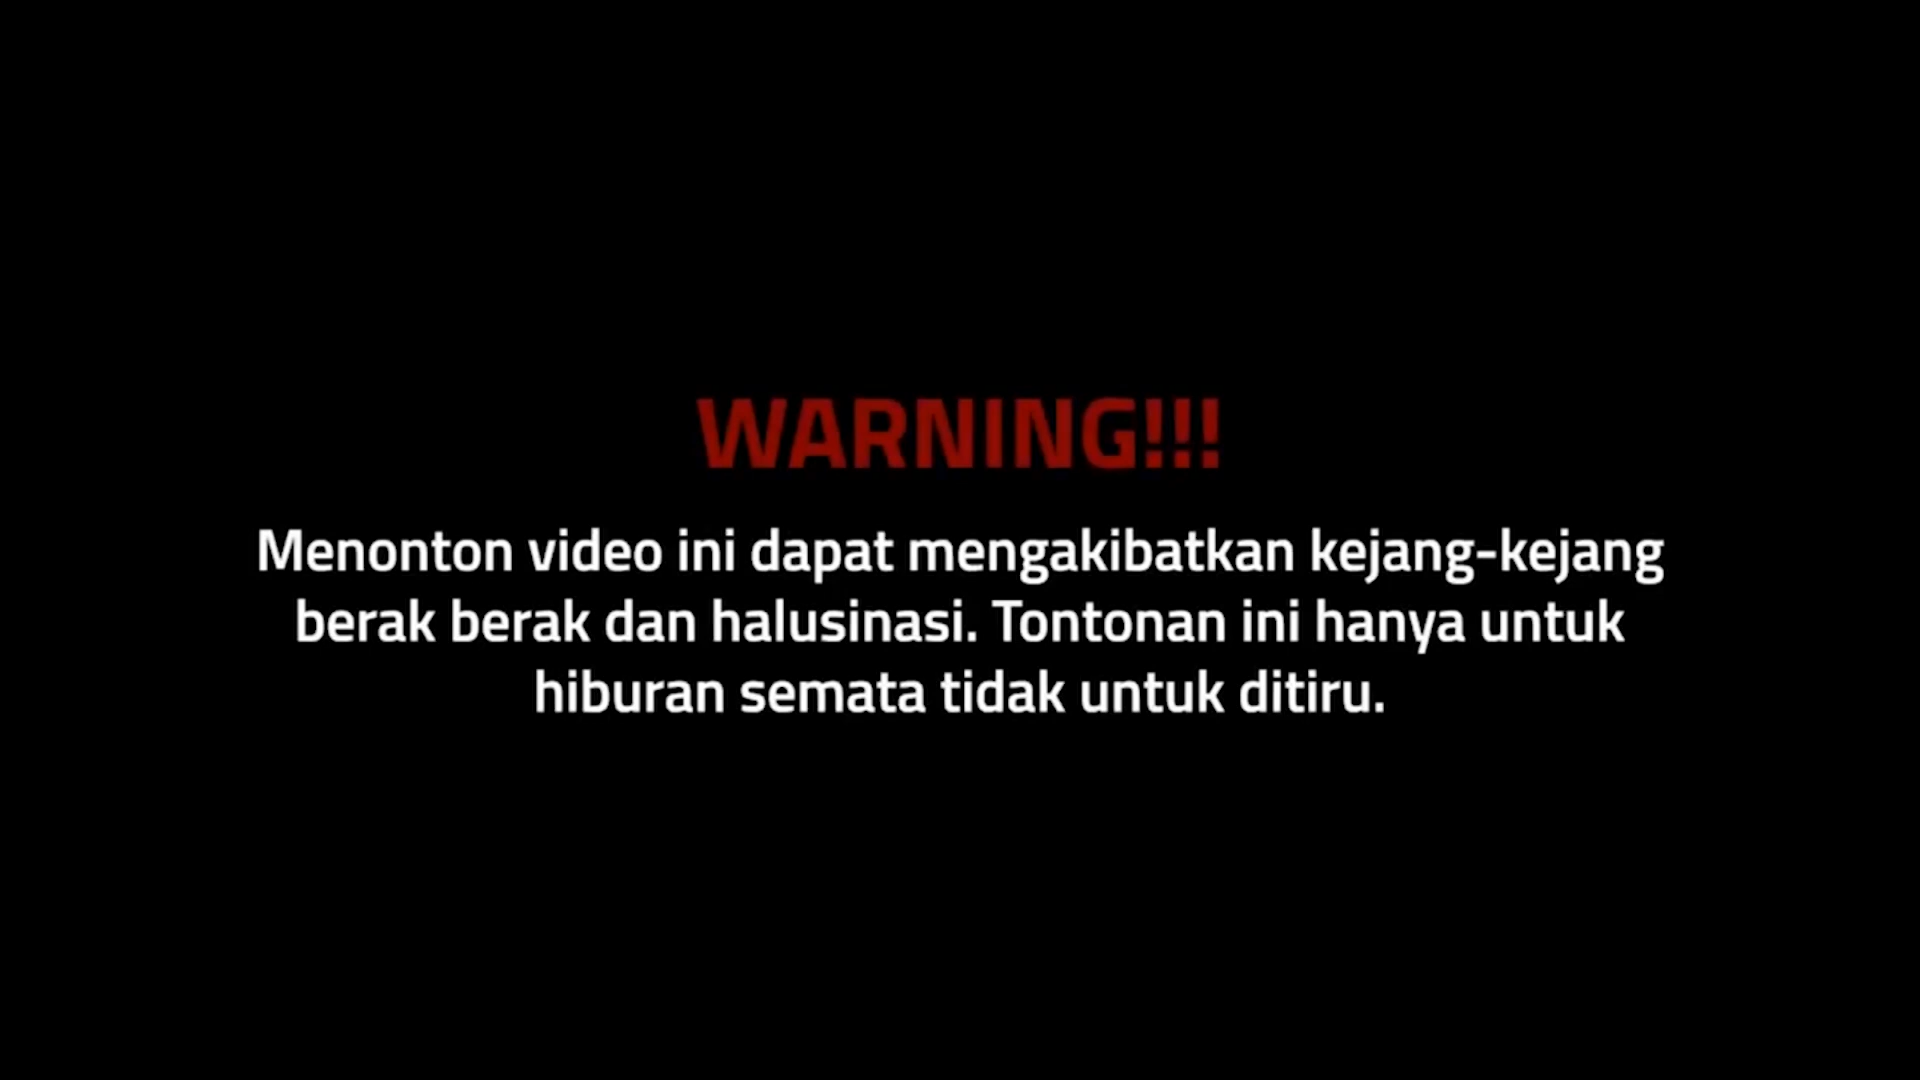 WARNING!!!
Menonton video ini dapat mengakibatkan kejang-kejang
berak berak dan halusinasi. Tontonan ini hanya untuk
hiburan semata tidak untuk ditiru.